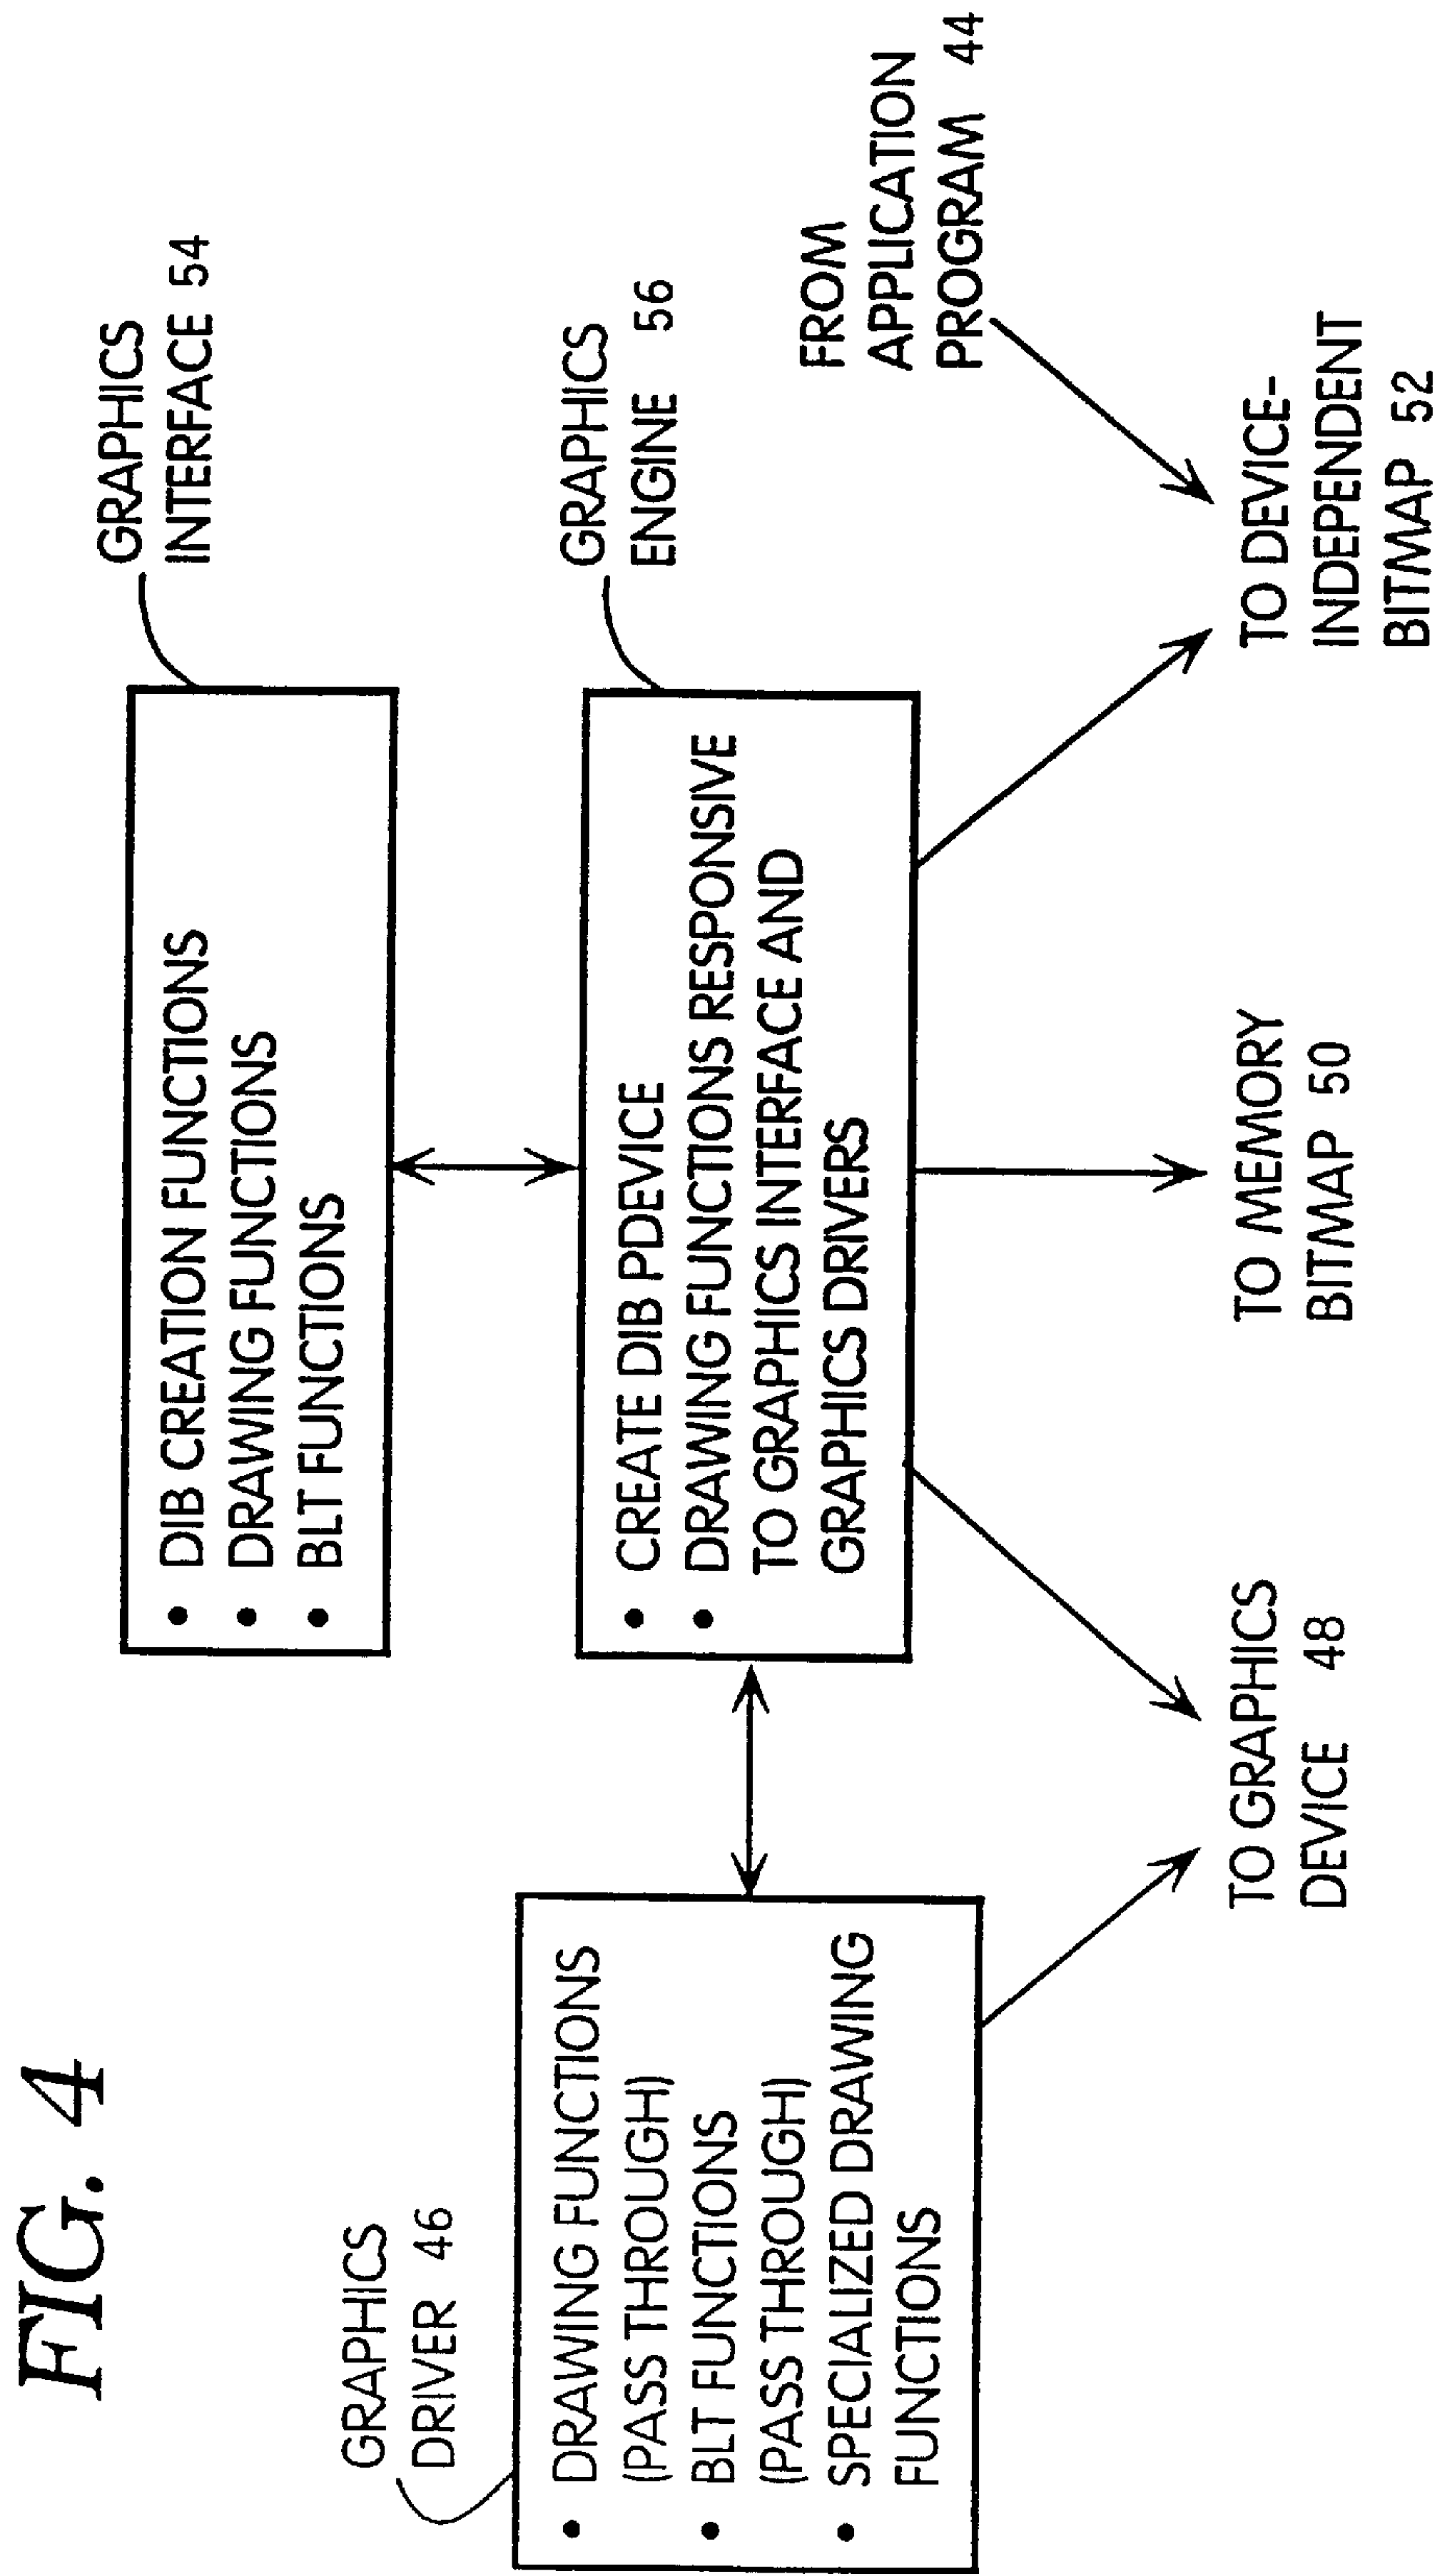 FIG. 4
GRAPHICS
INTERFACE 54
• DIB CREATION FUNCTIONS
• DRAWING FUNCTIONS
• BLT FUNCTIONS
GRAPHICS
DRIVER 46
• DRAWING FUNCTIONS
(PASS THROUGH)
• BLT FUNCTIONS
(PASS THROUGH)
• SPECIALIZED DRAWING
FUNCTIONS
GRAPHICS
ENGINE 56
• CREATE DIB PDEVICE
• DRAWING FUNCTIONS RESPONSIVE
TO GRAPHICS INTERFACE AND
GRAPHICS DRIVERS
FROM
APPLICATION
PROGRAM 44
TO GRAPHICS
DEVICE 48
TO MEMORY
BITMAP 50
TO DEVICE-
INDEPENDENT
BITMAP 52